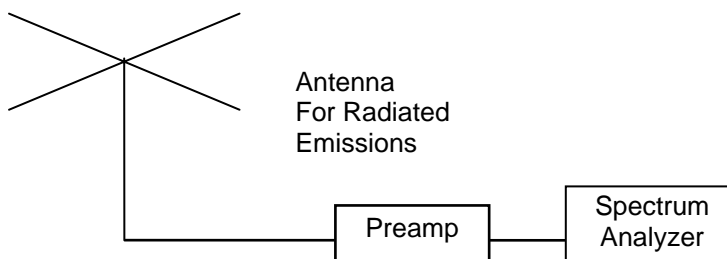 Antenna
For Radiated
Emissions
Preamp
Spectrum
Analyzer